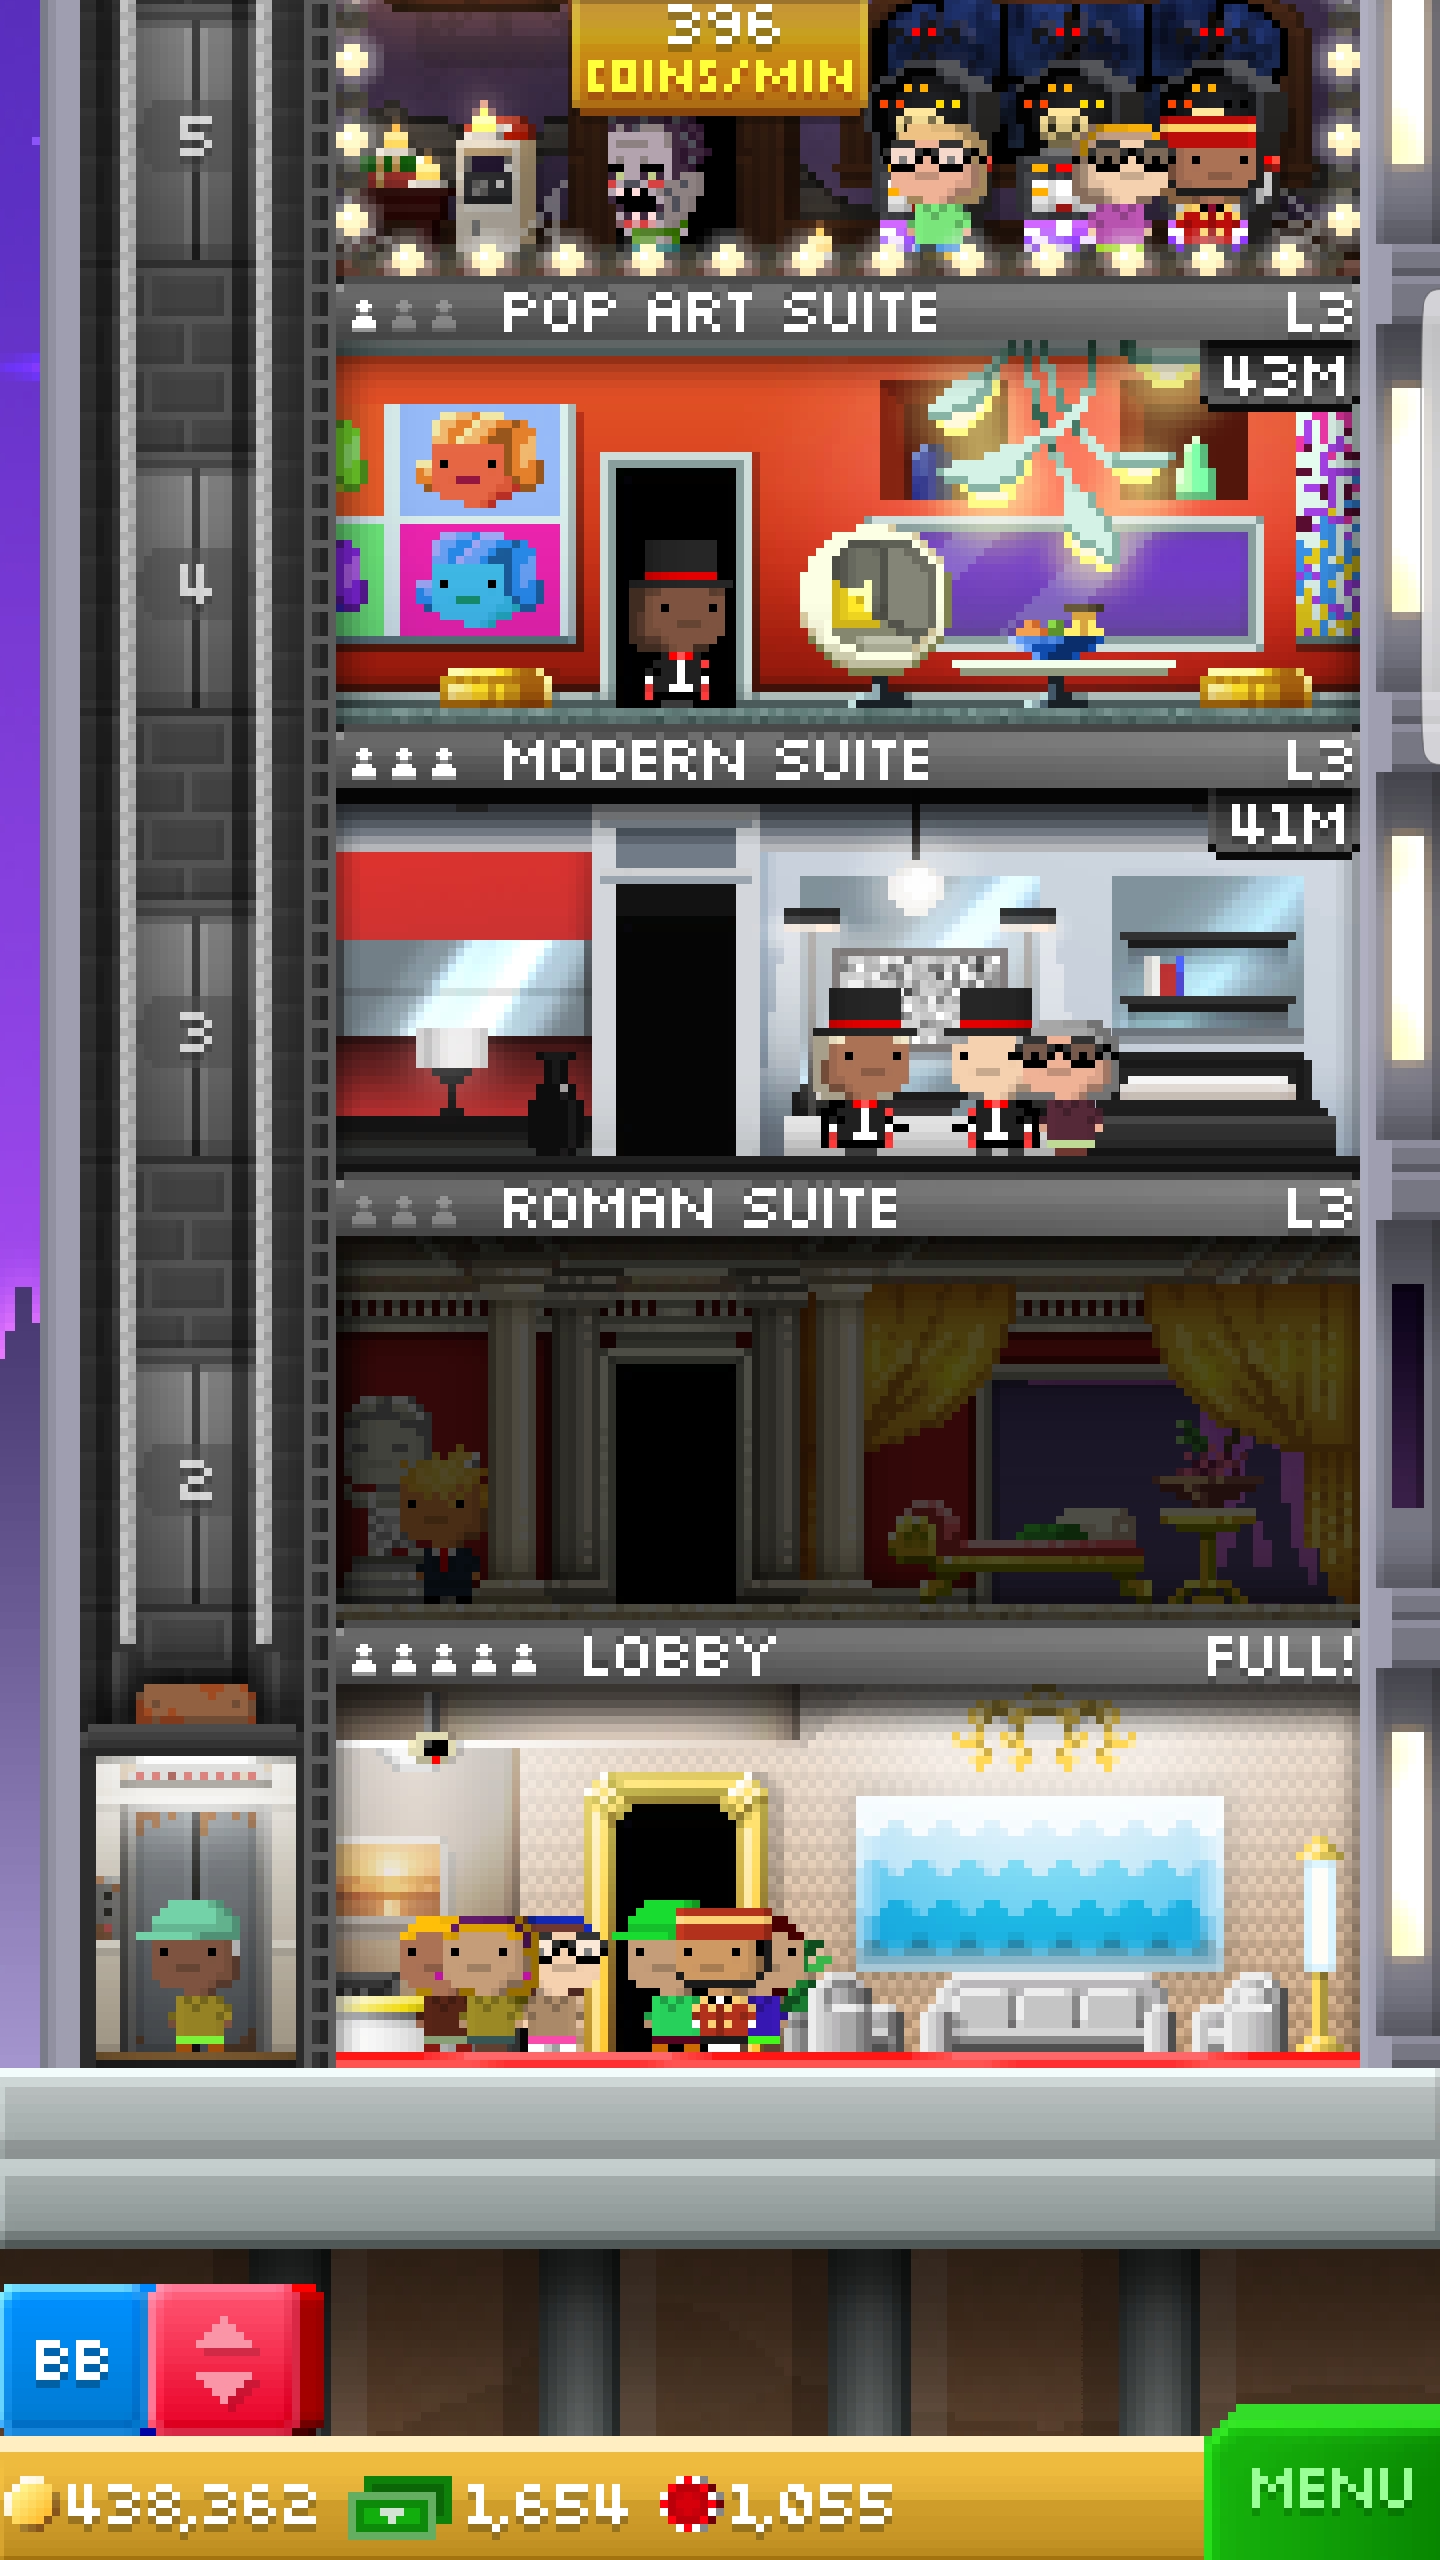 396
COINS/MIN
5
POP ART SUITE L3
43M
4
MODERN SUITE L3
41M
3
ROMAN SUITE L3
2
LOBBY FULL!
BB
438,362 1,654 1,055
MENU